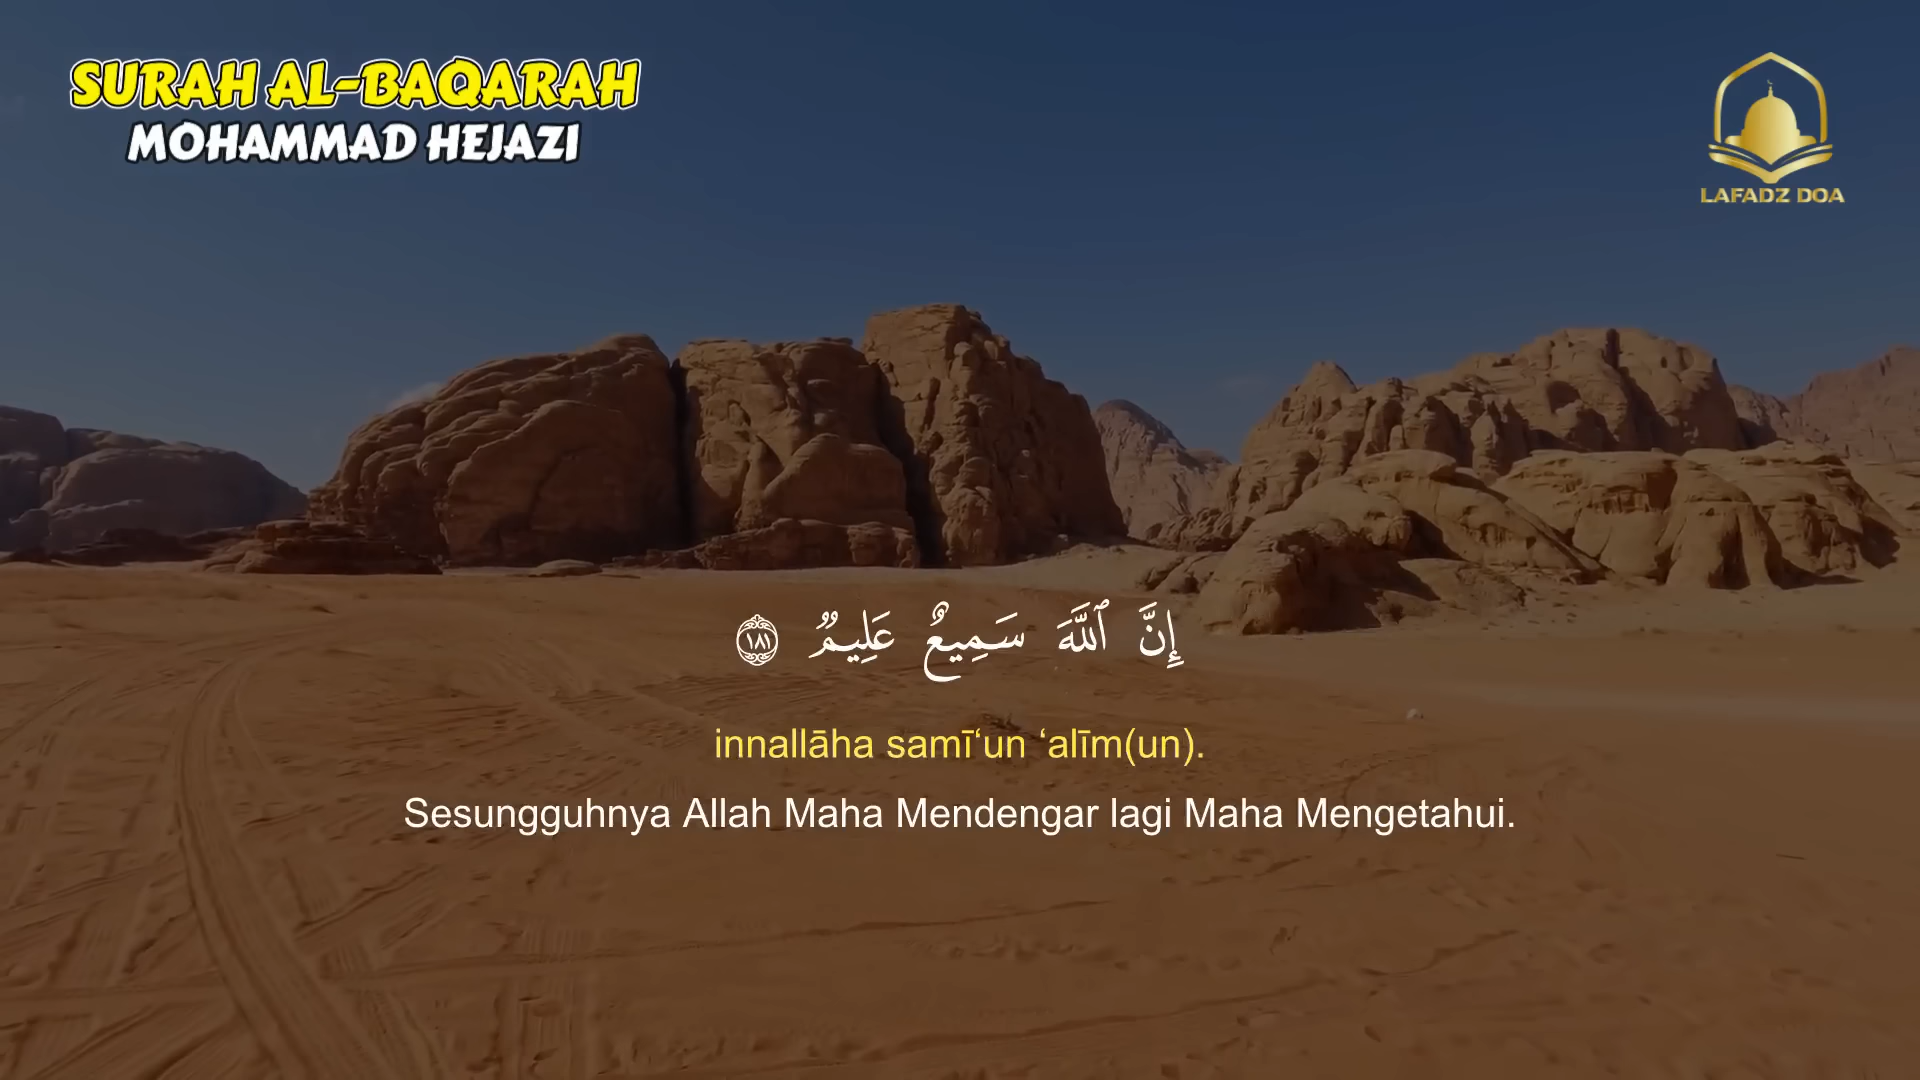 SURAH AL-BAQARAH
MOHAMMAD HEJAZI
LAFADZ DOA
إِنَّ ٱللَّهَ سَمِيعٌ عَلِيمٌ ١٨١
innallāha samī‘un ‘alīm(un).
Sesungguhnya Allah Maha Mendengar lagi Maha Mengetahui.